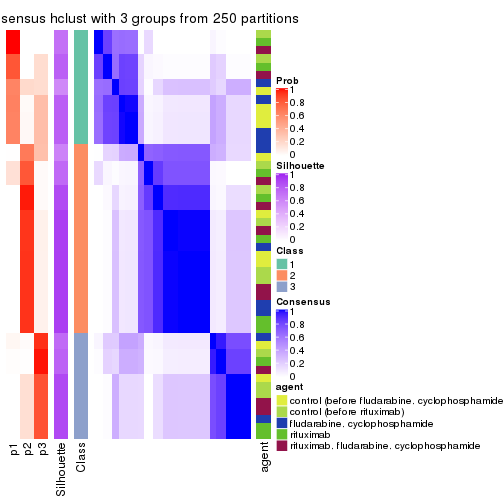 sensus hclust with 3 groups from 250 partitions
Prob
1
0.8
0.6
0.4
0.2
0
Silhouette
1
0.8
0.6
0.4
0.2
0
Class
1
2
3
Consensus
1
0.8
0.6
0.4
0.2
0
agent
control (before fludarabine. cyclophosphamide
control (before rituximab)
fludarabine. cyclophosphamide
rituximab
rituximab. fludarabine. cyclophosphamide
p1
p2
p3
Silhouette
Class
agent